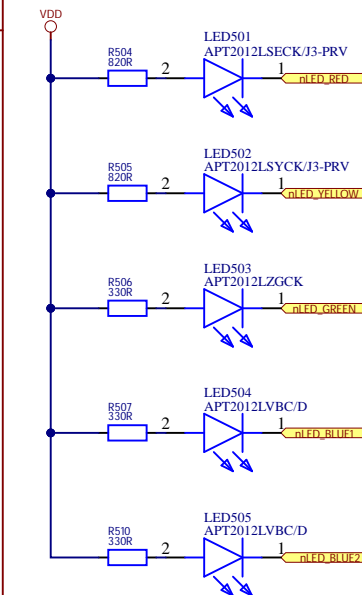 VDD
LED501
APT2012LSECK/J3-PRV
R504
820R
2
1
nLED_RED
LED502
APT2012LSYCK/J3-PRV
R505
820R
2
1
nLED_YELLOW
LED503
APT2012LZGCK
R506
330R
2
1
nLED_GREEN
LED504
APT2012LVBC/D
R507
330R
2
1
nLED_BLUE1
LED505
APT2012LVBC/D
R510
330R
2
1
nLED_BLUE2